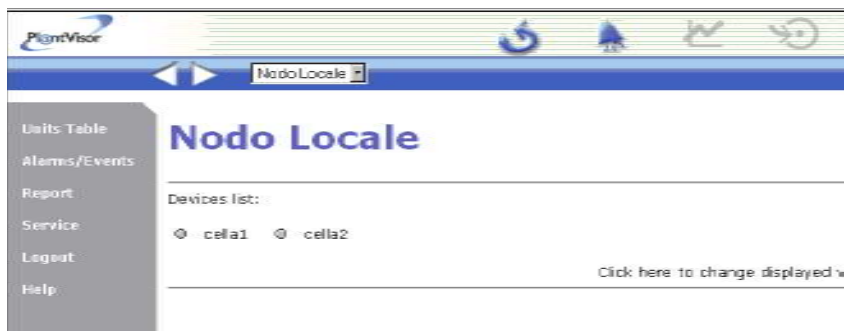 PlantVisor
Nodo Locale
Units Table
Alarms/Events
Report
Service
Logout
Help
Nodo Locale
Devices list:
cella1 cella2
Click here to change displayed